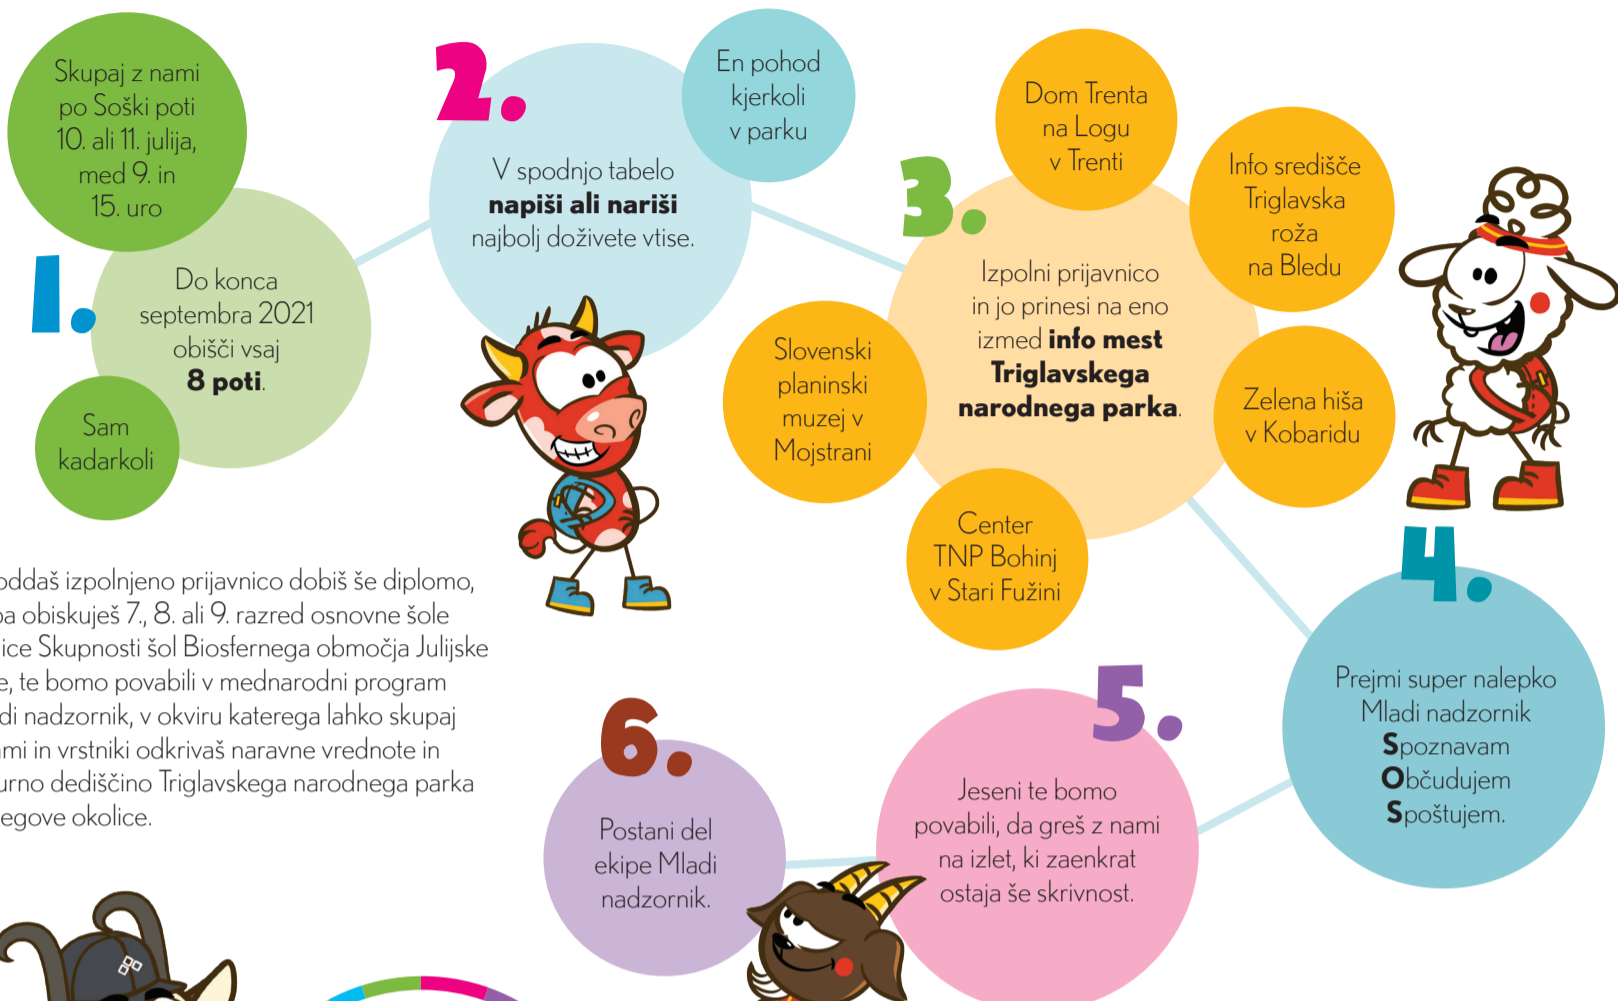 1.
Skupaj z nami
po Soški poti
10. ali 11. julija,
med 9. in
15. uro
Do konca
septembra 2021
obišči vsaj
8 poti.
Sam
kadarkoli
2.
V spodnjo tabelo
napiši ali nariši
najbolj doživete vtise.
En pohod
kjerkoli
v parku
3.
Izpolni prijavnico
in jo prinesi na eno
izmed info mest
Triglavskega
narodnega parka.
Dom Trenta
na Logu
v Trenti
Info središče
Triglavska
roža
na Bledu
Zelena hiša
v Kobaridu
Slovenski
planinski
muzej v
Mojstrani
Center
TNP Bohinj
v Stari Fužini
4.
Prejmi super nalepko
Mladi nadzornik
Spoznavam
Občudujem
Spoštujem.
5.
Jeseni te bomo
povabili, da greš z nami
na izlet, ki zaenkrat
ostaja še skrivnost.
6.
Postani del
ekipe Mladi
nadzornik.
oddaš izpolnjeno prijavnico dobiš še diplomo,
obiskuješ 7., 8. ali 9. razred osnovne šole
Skupnosti šol Biosfernega območja Julijske
te bomo povabili v mednarodni program
nadzornik, v okviru katerega lahko skupaj
in vrstniki odkrivaš naravne vrednote in
dediščino Triglavskega narodnega parka
okolice.